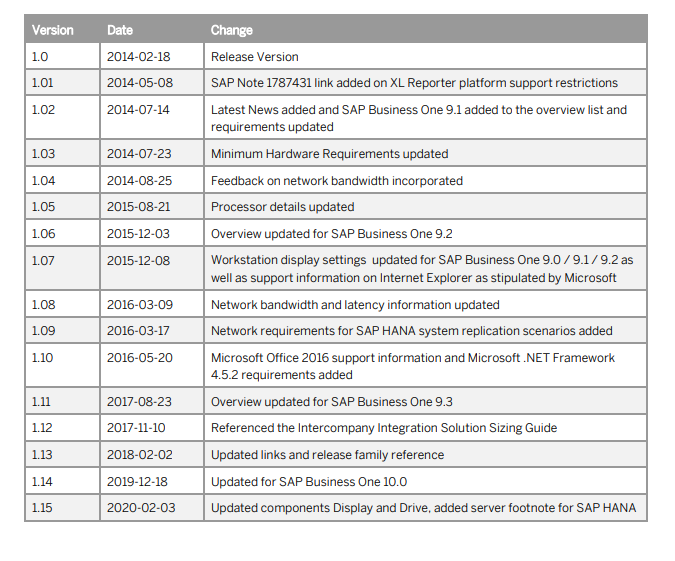 Version Date Change
1.0 2014-02-18 Release Version
1.01 2014-05-08 SAP Note 1787431 link added on XL Reporter platform support restrictions
1.02 2014-07-14 Latest News added and SAP Business One 9.1 added to the overview list and
requirements updated
1.03 2014-07-23 Minimum Hardware Requirements updated
1.04 2014-08-25 Feedback on network bandwidth incorporated
1.05 2015-08-21 Processor details updated
1.06 2015-12-03 Overview updated for SAP Business One 9.2
1.07 2015-12-08 Workstation display settings updated for SAP Business One 9.0 / 9.1 / 9.2 as
well as support information on Internet Explorer as stipulated by Microsoft
1.08 2016-03-09 Network bandwidth and latency information updated
1.09 2016-03-17 Network requirements for SAP HANA system replication scenarios added
1.10 2016-05-20 Microsoft Office 2016 support information and Microsoft .NET Framework
4.5.2 requirements added
1.11 2017-08-23 Overview updated for SAP Business One 9.3
1.12 2017-11-10 Referenced the Intercompany Integration Solution Sizing Guide
1.13 2018-02-02 Updated links and release family reference
1.14 2019-12-18 Updated for SAP Business One 10.0
1.15 2020-02-03 Updated components Display and Drive, added server footnote for SAP HANA